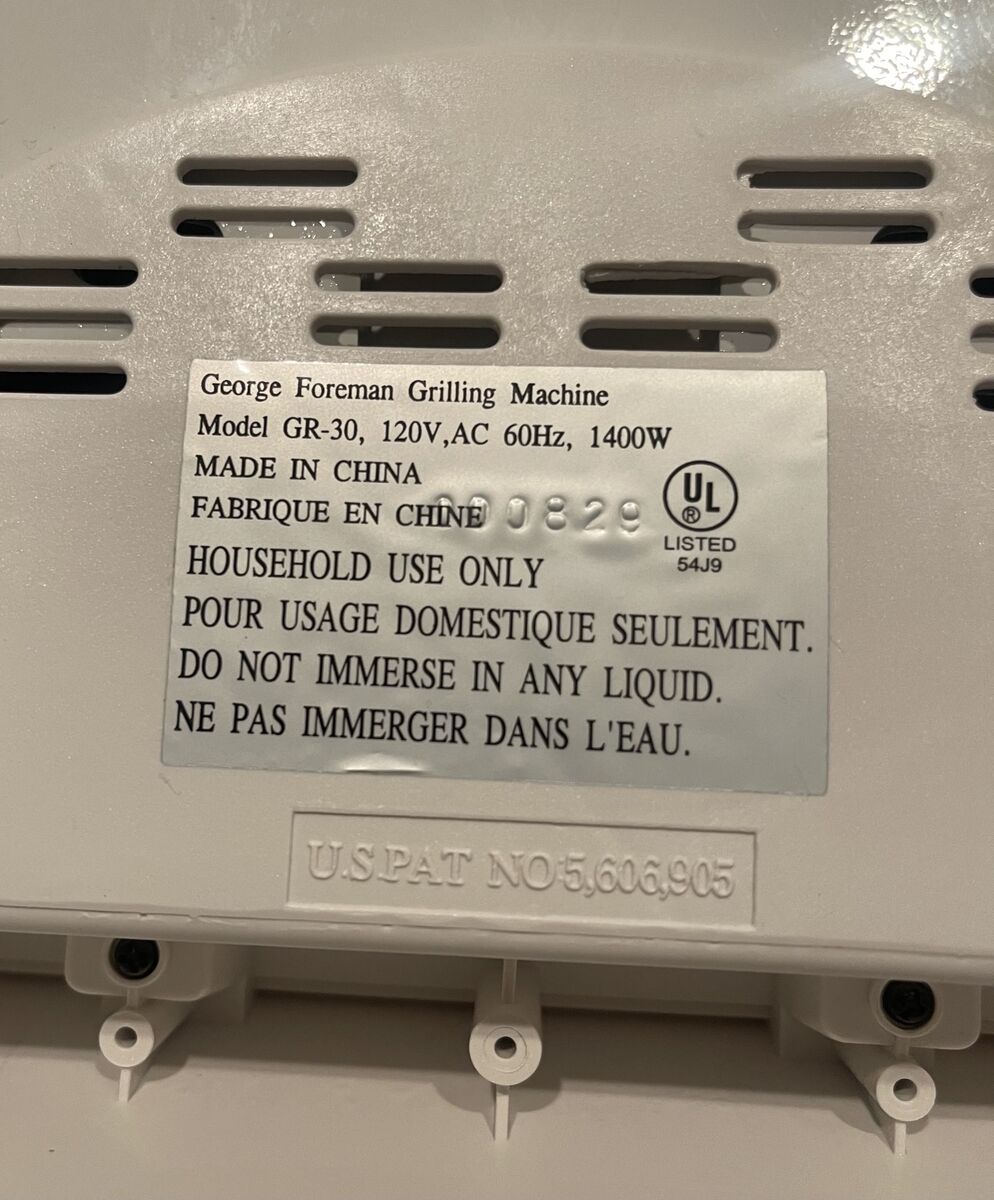 George Foreman Grilling Machine
Model GR-30, 120V,AC 60Hz, 1400W
MADE IN CHINA
FABRIQUE EN CHINE
000829
UL
®
LISTED
54J9
HOUSEHOLD USE ONLY
POUR USAGE DOMESTIQUE SEULEMENT.
DO NOT IMMERSE IN ANY LIQUID.
NE PAS IMMERGER DANS L'EAU.
U.S.PAT NO:5,606,905